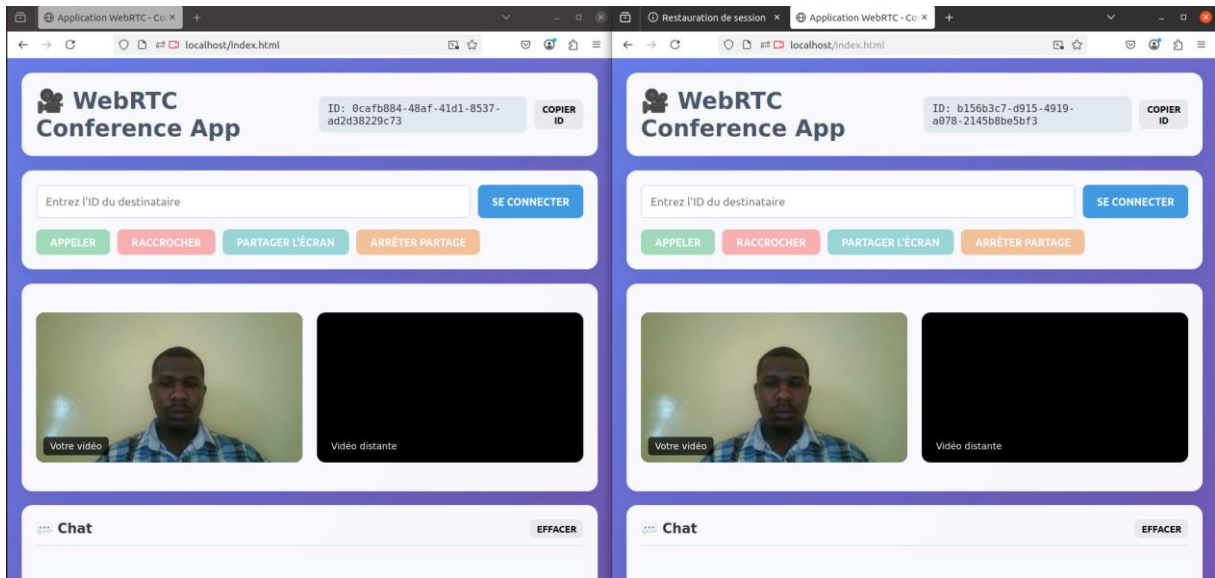 Application WebRTC - Co
localhost/index.html
WebRTC
Conference App
ID: 0cafb884-48af-41d1-8537-
ad2d38229c73
COPIER
ID
Entrez l'ID du destinataire
SE CONNECTER
APPELER
RACCROCHER
PARTAGER L'ÉCRAN
ARRÊTER PARTAGE
Votre vidéo
Vidéo distante
Chat
EFFACER
Restauration de session
Application WebRTC - Co
localhost/index.html
WebRTC
Conference App
ID: b156b3c7-d915-4919-
a078-2145b8be5bf3
COPIER
ID
Entrez l'ID du destinataire
SE CONNECTER
APPELER
RACCROCHER
PARTAGER L'ÉCRAN
ARRÊTER PARTAGE
Votre vidéo
Vidéo distante
Chat
EFFACER